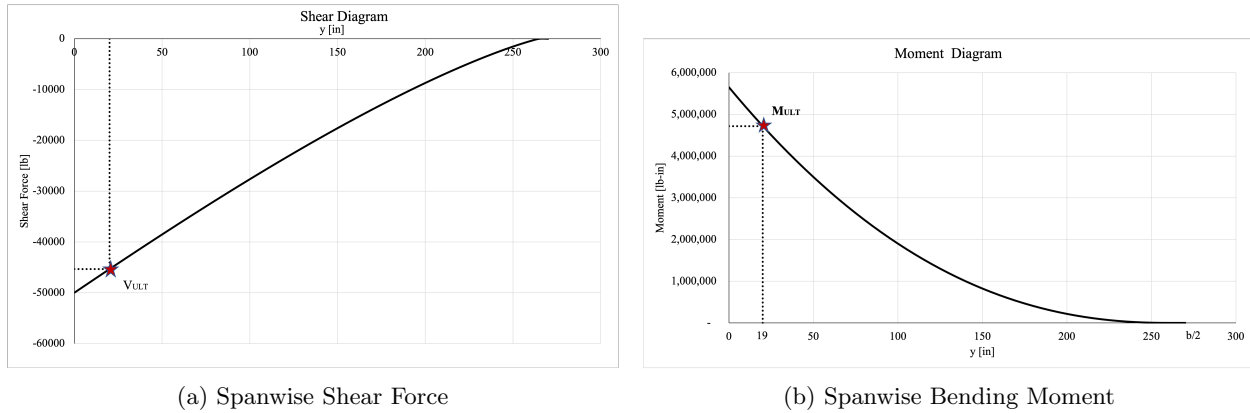 Shear Diagram
y [in]
0 50 100 150 200 250 300
0
-10000
-20000
-30000
-40000
-50000
-60000
Shear Force [lb]
VULT
(a) Spanwise Shear Force
Moment Diagram
6,000,000
5,000,000
4,000,000
3,000,000
2,000,000
1,000,000
-
Moment [lb-in]
MULT
0 19 50 100 150 200 250 b/2 300
y [in]
(b) Spanwise Bending Moment